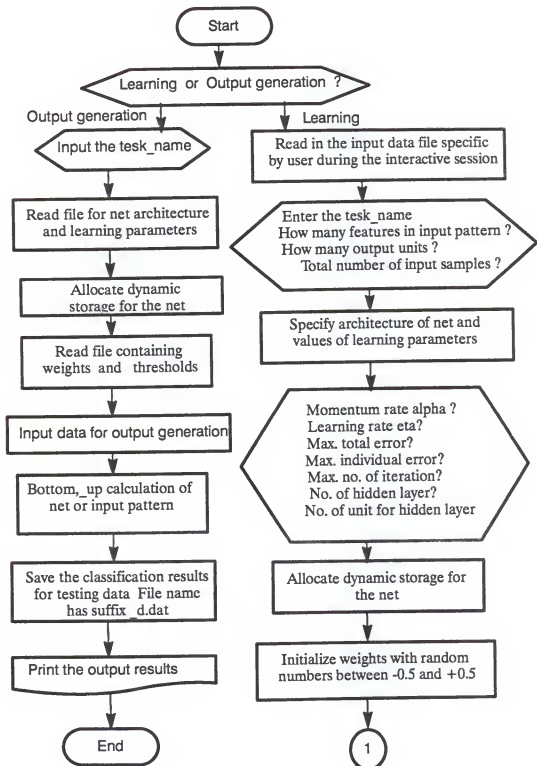 Start
Learning or Output generation ?
Output generation
Input the tesk_name
Read file for net architecture
and learning parameters
Allocate dynamic
storage for the net
Read file containing
weights and thresholds
Input data for output generation
Bottom,_up calculation of
net or input pattern
Save the classification results
for testing data File name
has suffix_d.dat
Print the output results
End
Learning
Read in the input data file specific
by user during the interactive session
Enter the tesk_name
How many features in input pattern ?
How many output units ?
Total number of input samples ?
Specify architecture of net and
values of learning parameters
Momentum rate alpha ?
Learning rate eta?
Max. total error?
Max. individual error?
Max. no. of iteration?
No. of hidden layer?
No. of unit for hidden layer
Allocate dynamic storage for
the net
Initialize weights with random
numbers between -0.5 and +0.5
1